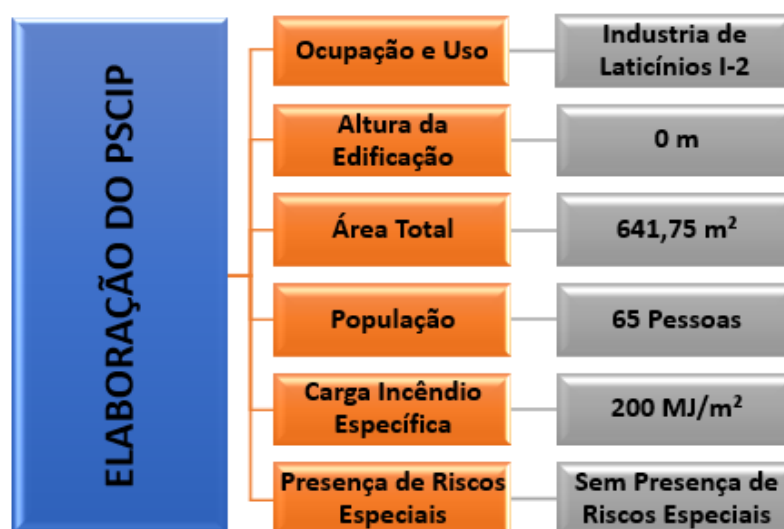 ELABORAÇÃO DO PSCIP
Ocupação e Uso
Industria de
Laticínios I-2
Altura da
Edificação
0 m
Área Total
641,75 m²
População
65 Pessoas
Carga Incêndio
Específica
200 MJ/m²
Presença de Riscos
Especiais
Sem Presença de
Riscos Especiais